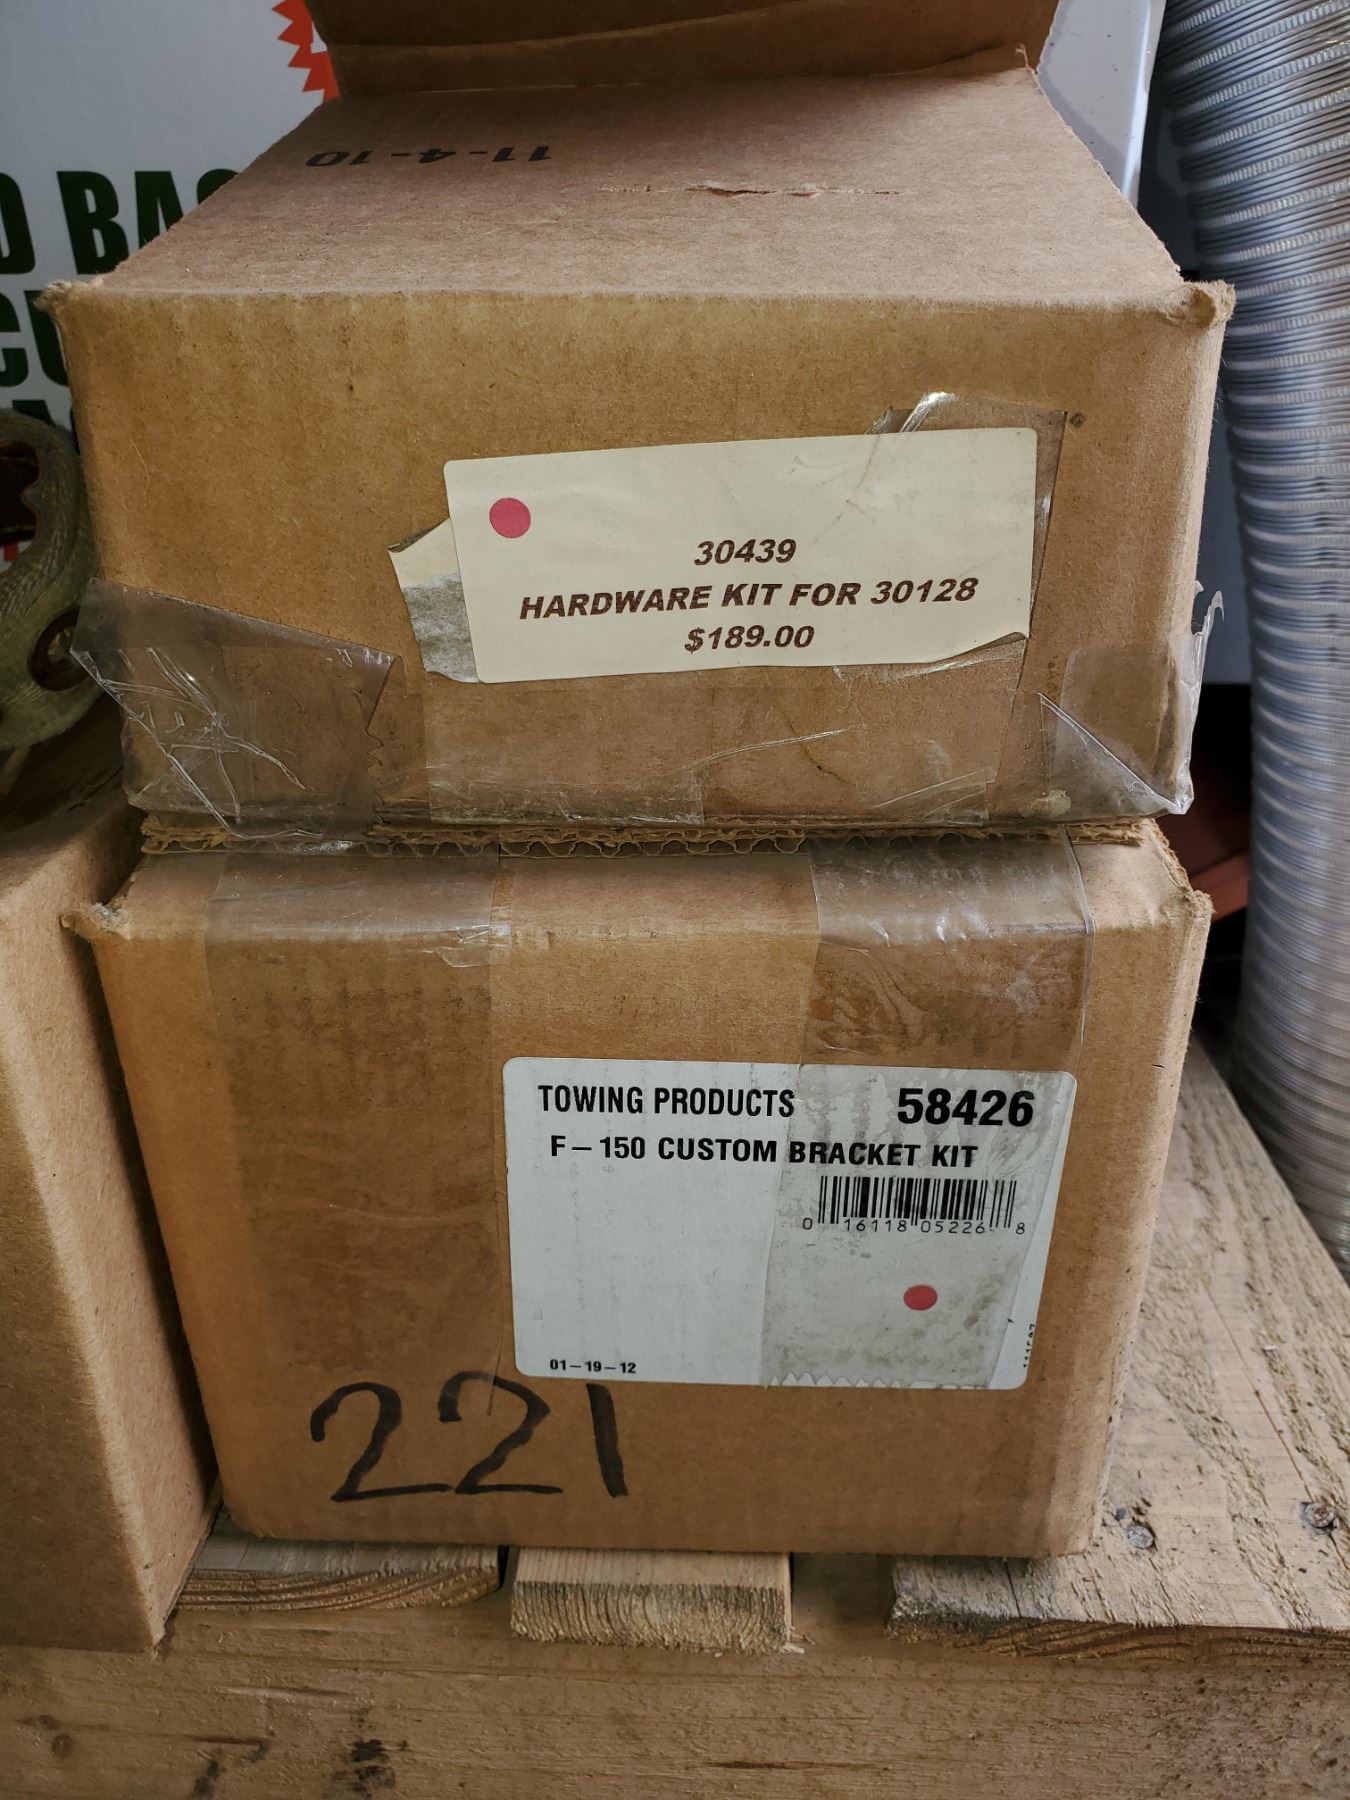 11-4-10
30439
HARDWARE KIT FOR 30128
$189.00
TOWING PRODUCTS 58426
F-150 CUSTOM BRACKET KIT
0 16118 05226 8
01-19-12
221